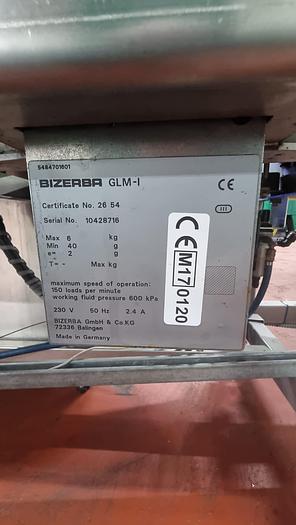 5484701601
BIZERBA GLM-I
CE
Certificate No. 26 54
III
Serial No. 10428716
Max 6 kg
Min 40 g
e= 2 g
T= - Max kg
CE M17 0120
maximum speed of operation:
150 loads per minute
working fluid pressure 600 kPa
230 V 50 Hz 2.4 A
BIZERBA GmbH & Co.KG
72336 Balingen
Made in Germany